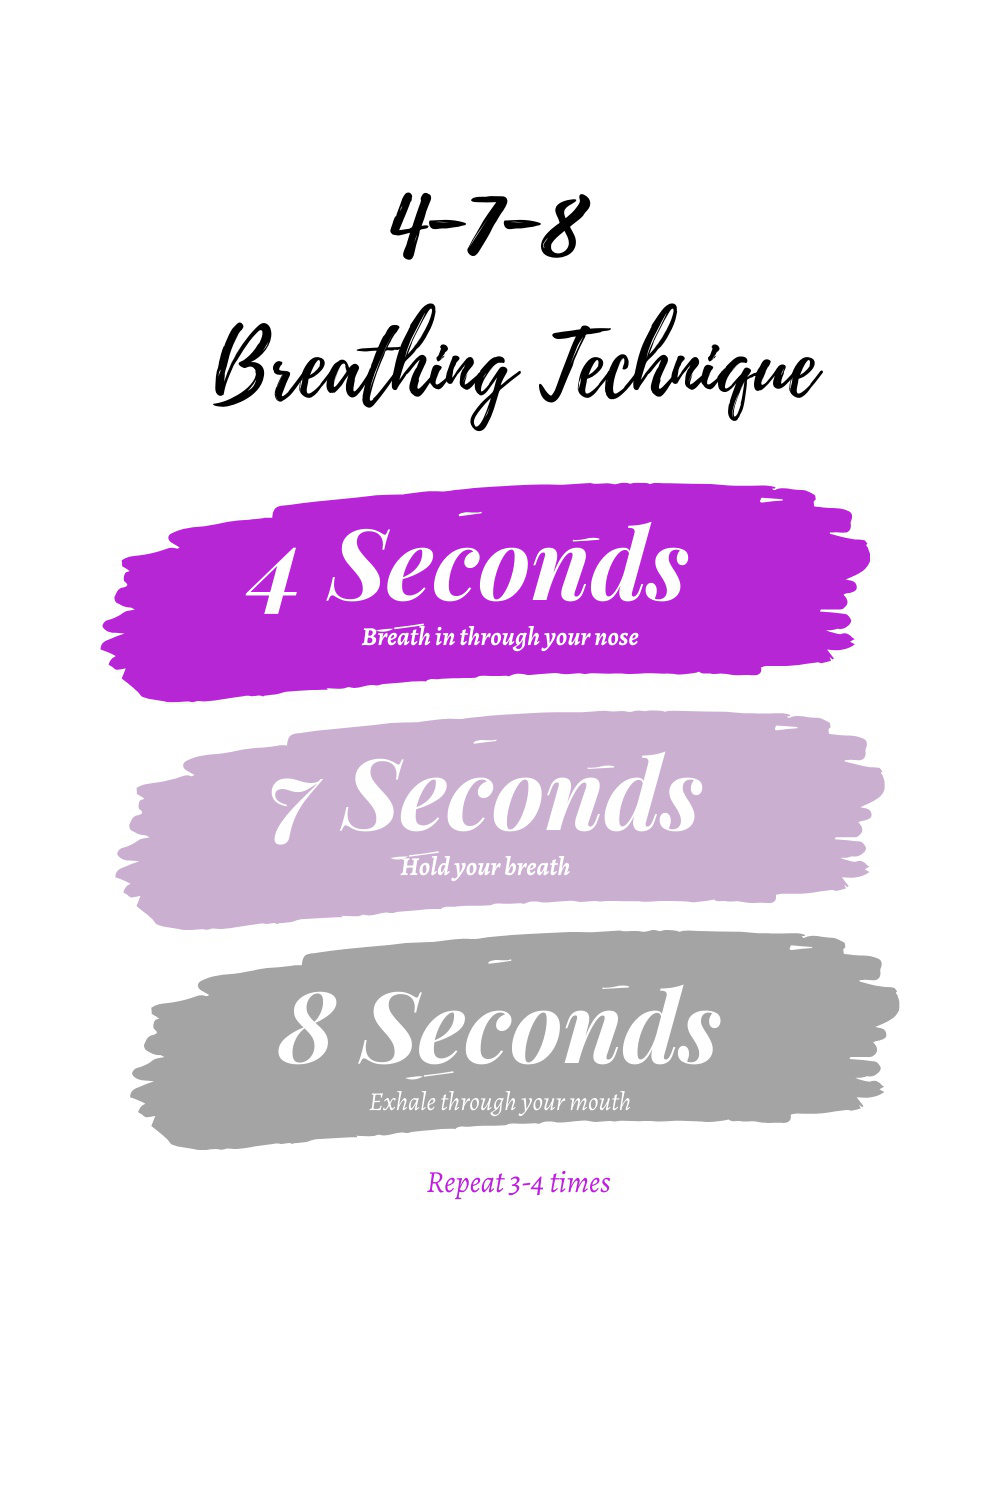 4-7-8
Breathing Technique
4 Seconds
Breath in through your nose
7 Seconds
Hold your breath
8 Seconds
Exhale through your mouth
Repeat 3-4 times